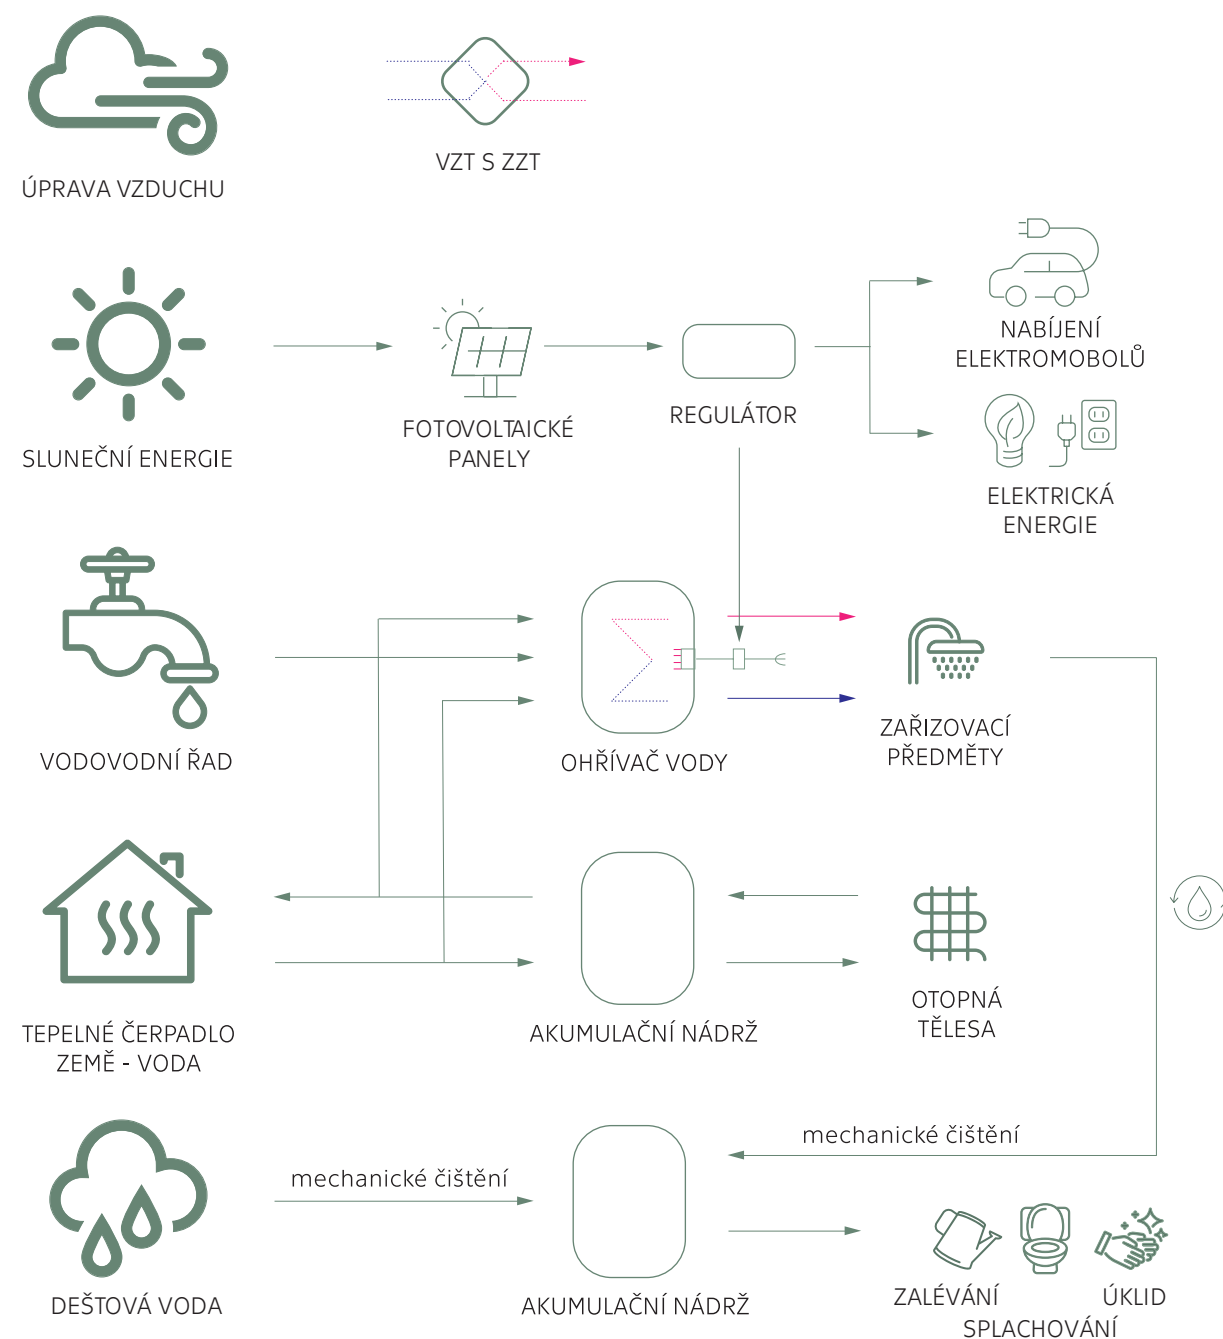 ÚPRAVA VZDUCHU
VZT S ZZT
SLUNEČNÍ ENERGIE
FOTOVOLTAICKÉ
PANELY
REGULÁTOR
NABÍJENÍ
ELEKTROMOBOLŮ
ELEKTRICKÁ
ENERGIE
VODOVODNÍ ŘAD
OHŘÍVAČ VODY
ZAŘIZOVACÍ
PŘEDMĚTY
TEPELNÉ ČERPADLO
ZEMĚ - VODA
AKUMULAČNÍ NÁDRŽ
OTOPNÁ
TĚLESA
mechanické čištění
mechanické čištění
DEŠTOVÁ VODA
AKUMULAČNÍ NÁDRŽ
ZALÉVÁNÍ
ÚKLID
SPLACHOVÁNÍ